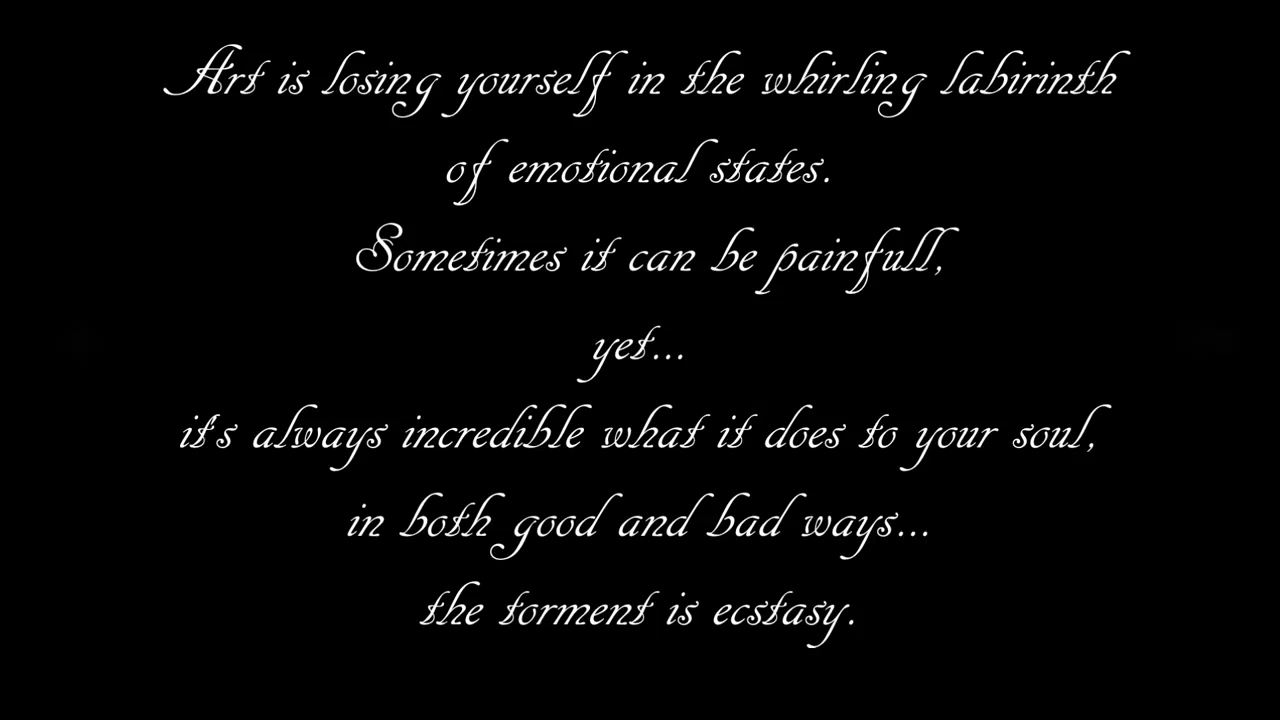 Art is losing yourself in the whirling labirinth
of emotional states.
Sometimes it can be painfull,
yet...
it's always incredible what it does to your soul,
in both good and bad ways...
the torment is ecstasy.